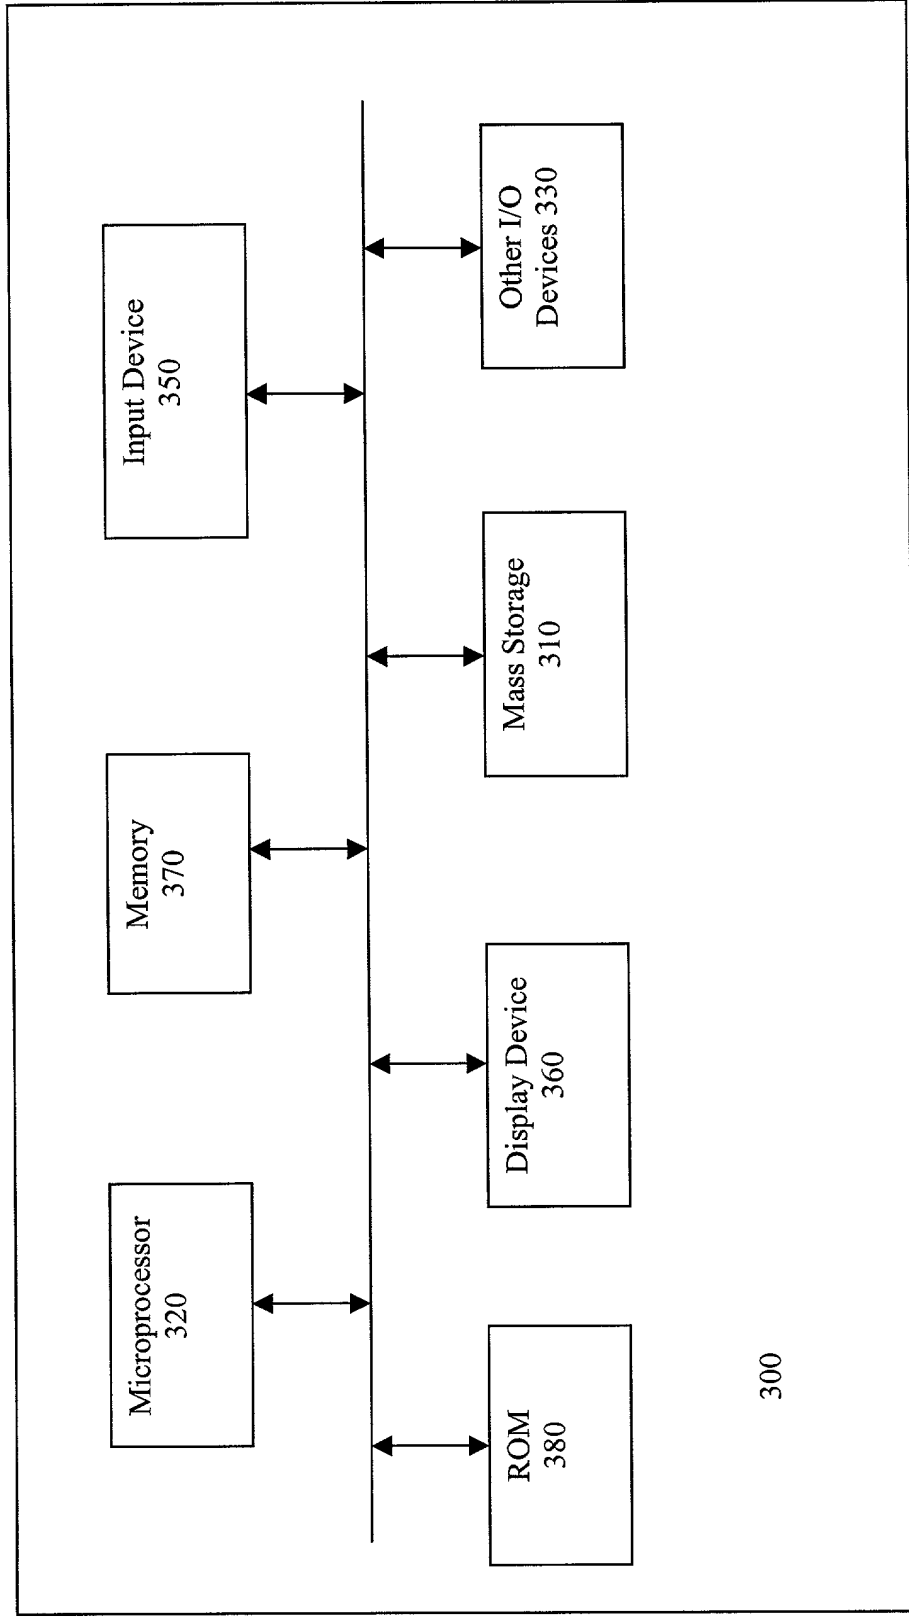 Microprocessor
320
Memory
370
Input Device
350
ROM
380
Display Device
360
Mass Storage
310
Other I/O
Devices 330
300